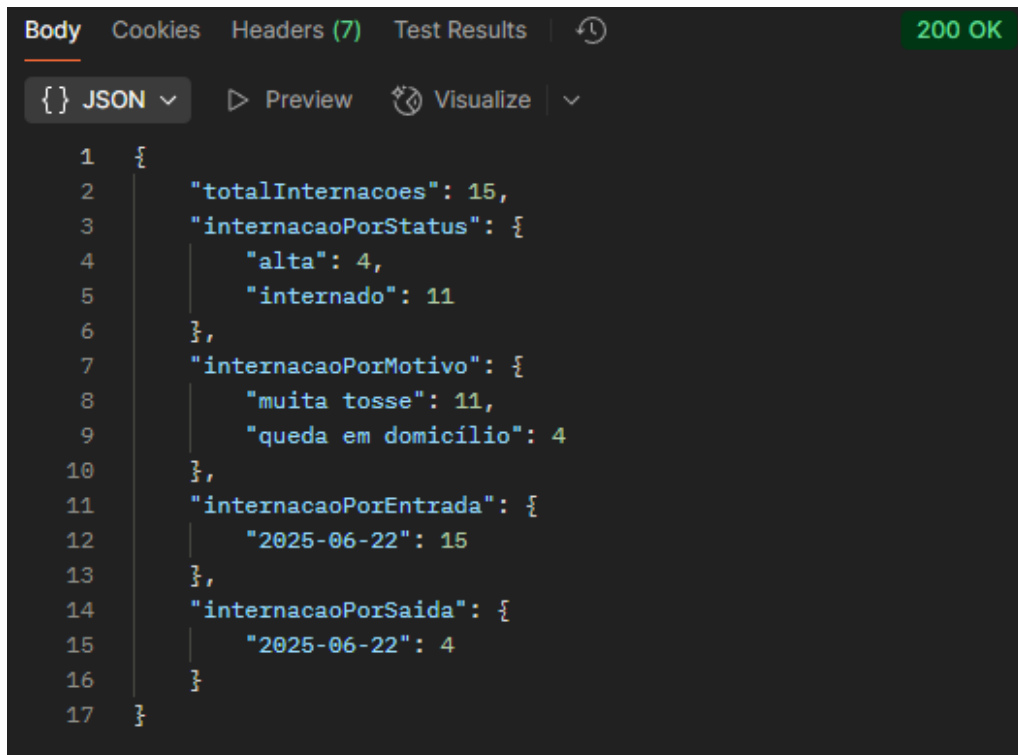 Body Cookies Headers (7) Test Results 200 OK
{} JSON Preview Visualize
1 {
2 "totalInternacoes": 15,
3 "internacaoPorStatus": {
4 "alta": 4,
5 "internado": 11
6 },
7 "internacaoPorMotivo": {
8 "muita tosse": 11,
9 "queda em domicílio": 4
10 },
11 "internacaoPorEntrada": {
12 "2025-06-22": 15
13 },
14 "internacaoPorSaida": {
15 "2025-06-22": 4
16 }
17 }